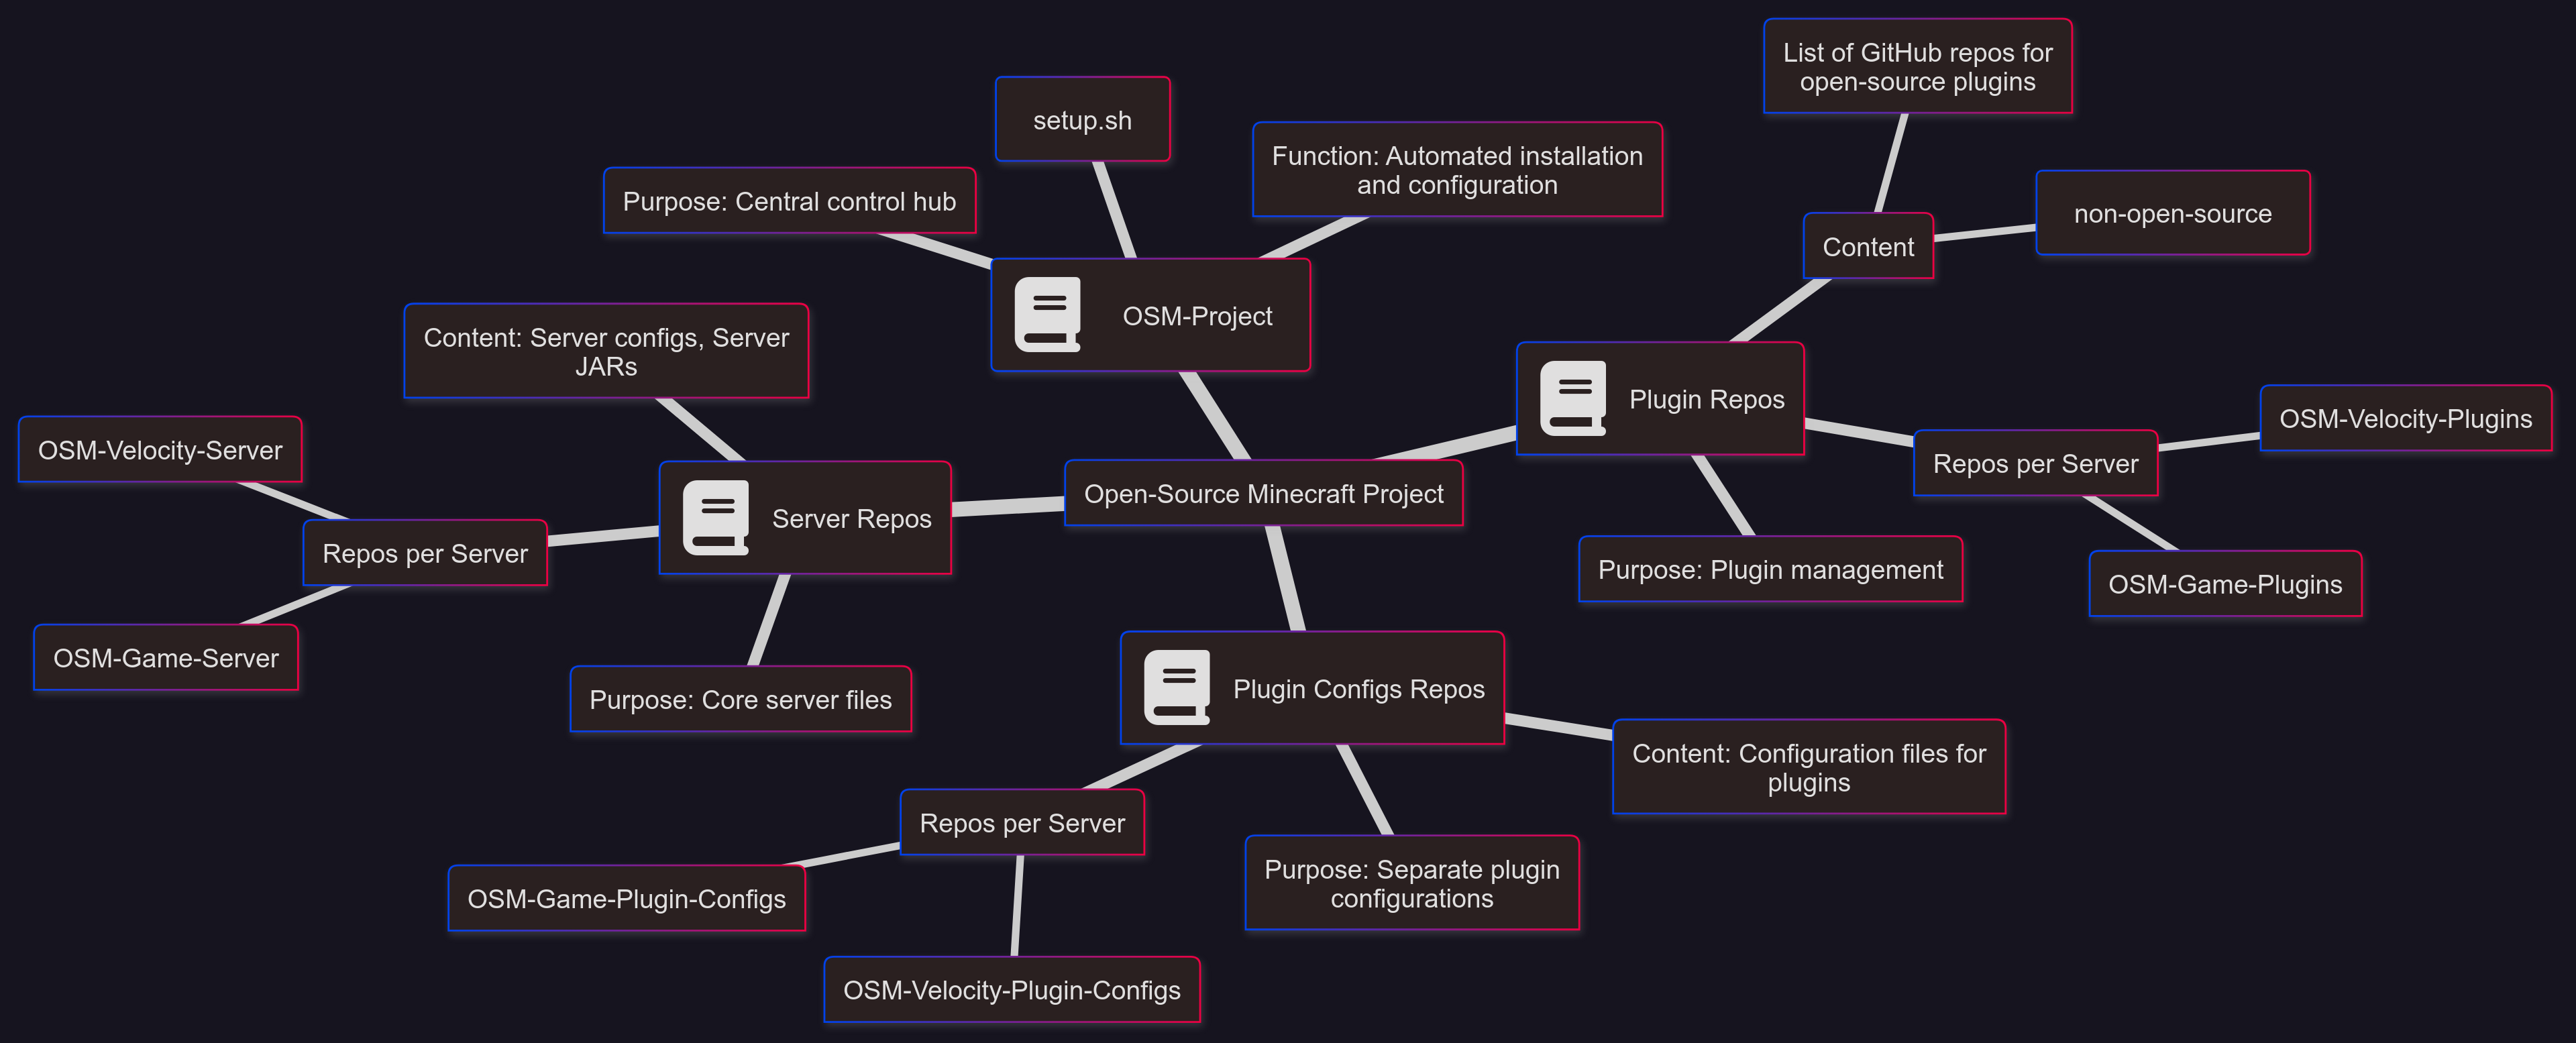 List of GitHub repos for
open-source plugins
setup.sh
Function: Automated installation
and configuration
Purpose: Central control hub
non-open-source
Content
OSM-Project
Content: Server configs, Server
JARs
Plugin Repos
OSM-Velocity-Plugins
OSM-Velocity-Server
Repos per Server
Open-Source Minecraft Project
Server Repos
Repos per Server
Purpose: Plugin management
OSM-Game-Plugins
OSM-Game-Server
Plugin Configs Repos
Purpose: Core server files
Content: Configuration files for
plugins
Repos per Server
Purpose: Separate plugin
configurations
OSM-Game-Plugin-Configs
OSM-Velocity-Plugin-Configs